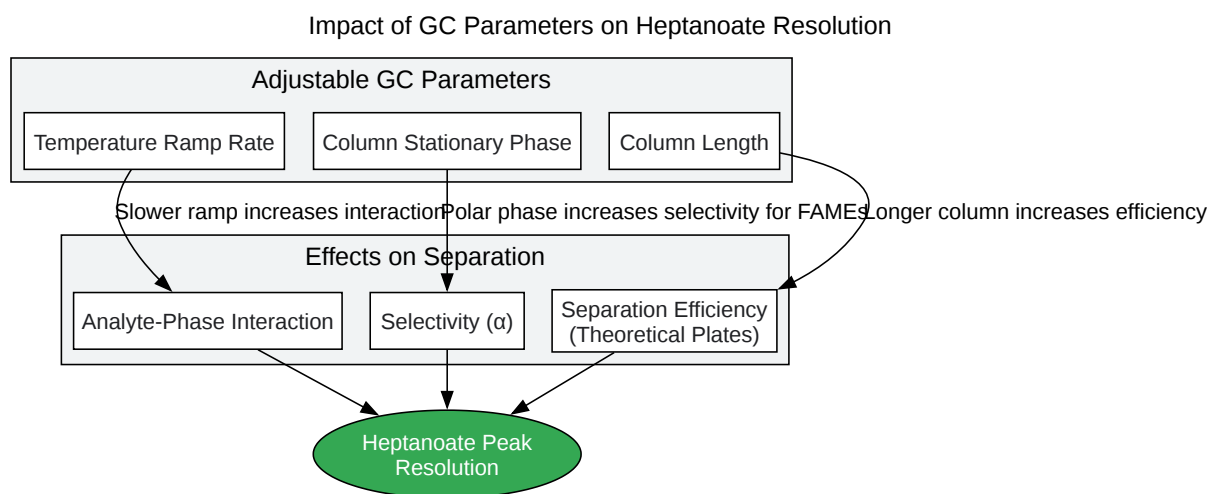 Impact of GC Parameters on Heptanoate Resolution
Adjustable GC Parameters
Temperature Ramp Rate
Column Stationary Phase
Column Length
Slower ramp increases interaction
Polar phase increases selectivity for FAMEs
Longer column increases efficiency
Effects on Separation
Analyte-Phase Interaction
Selectivity (α)
Separation Efficiency
(Theoretical Plates)
Heptanoate Peak
Resolution